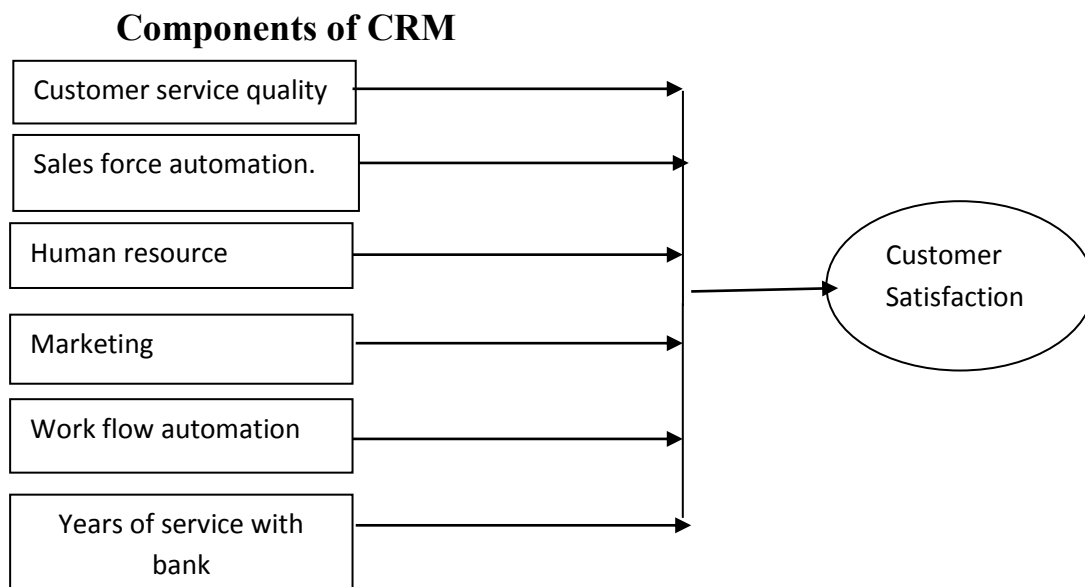 Components of CRM
Customer service quality
Sales force automation.
Human resource
Marketing
Work flow automation
Years of service with
bank
Customer
Satisfaction